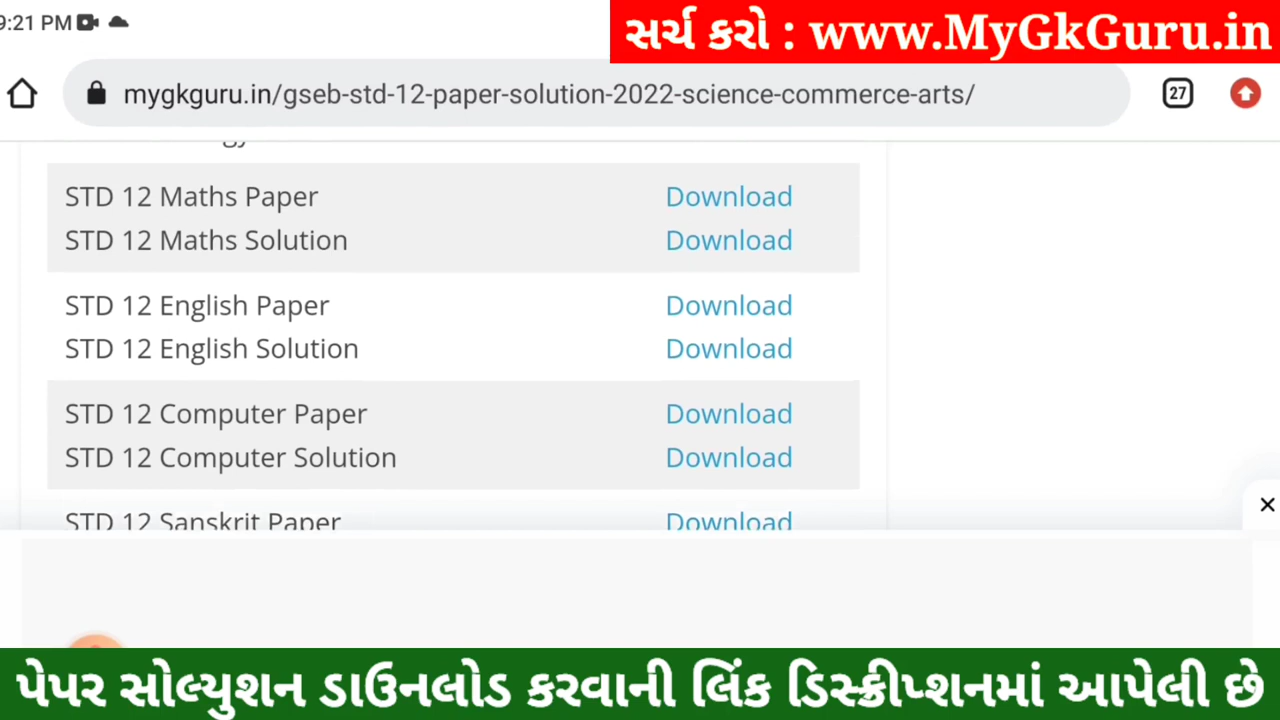 9:21 PM
સર્ચ કરો : www.MyGkGuru.in
mygkguru.in/gseb-std-12-paper-solution-2022-science-commerce-arts/
27
STD 12 Maths Paper Download
STD 12 Maths Solution Download
STD 12 English Paper Download
STD 12 English Solution Download
STD 12 Computer Paper Download
STD 12 Computer Solution Download
STD 12 Sanskrit Paper Download
પેપર સોલ્યુશન ડાઉનલોડ કરવાની લિંક ડિસ્ક્રીપ્શનમાં આપેલી છે